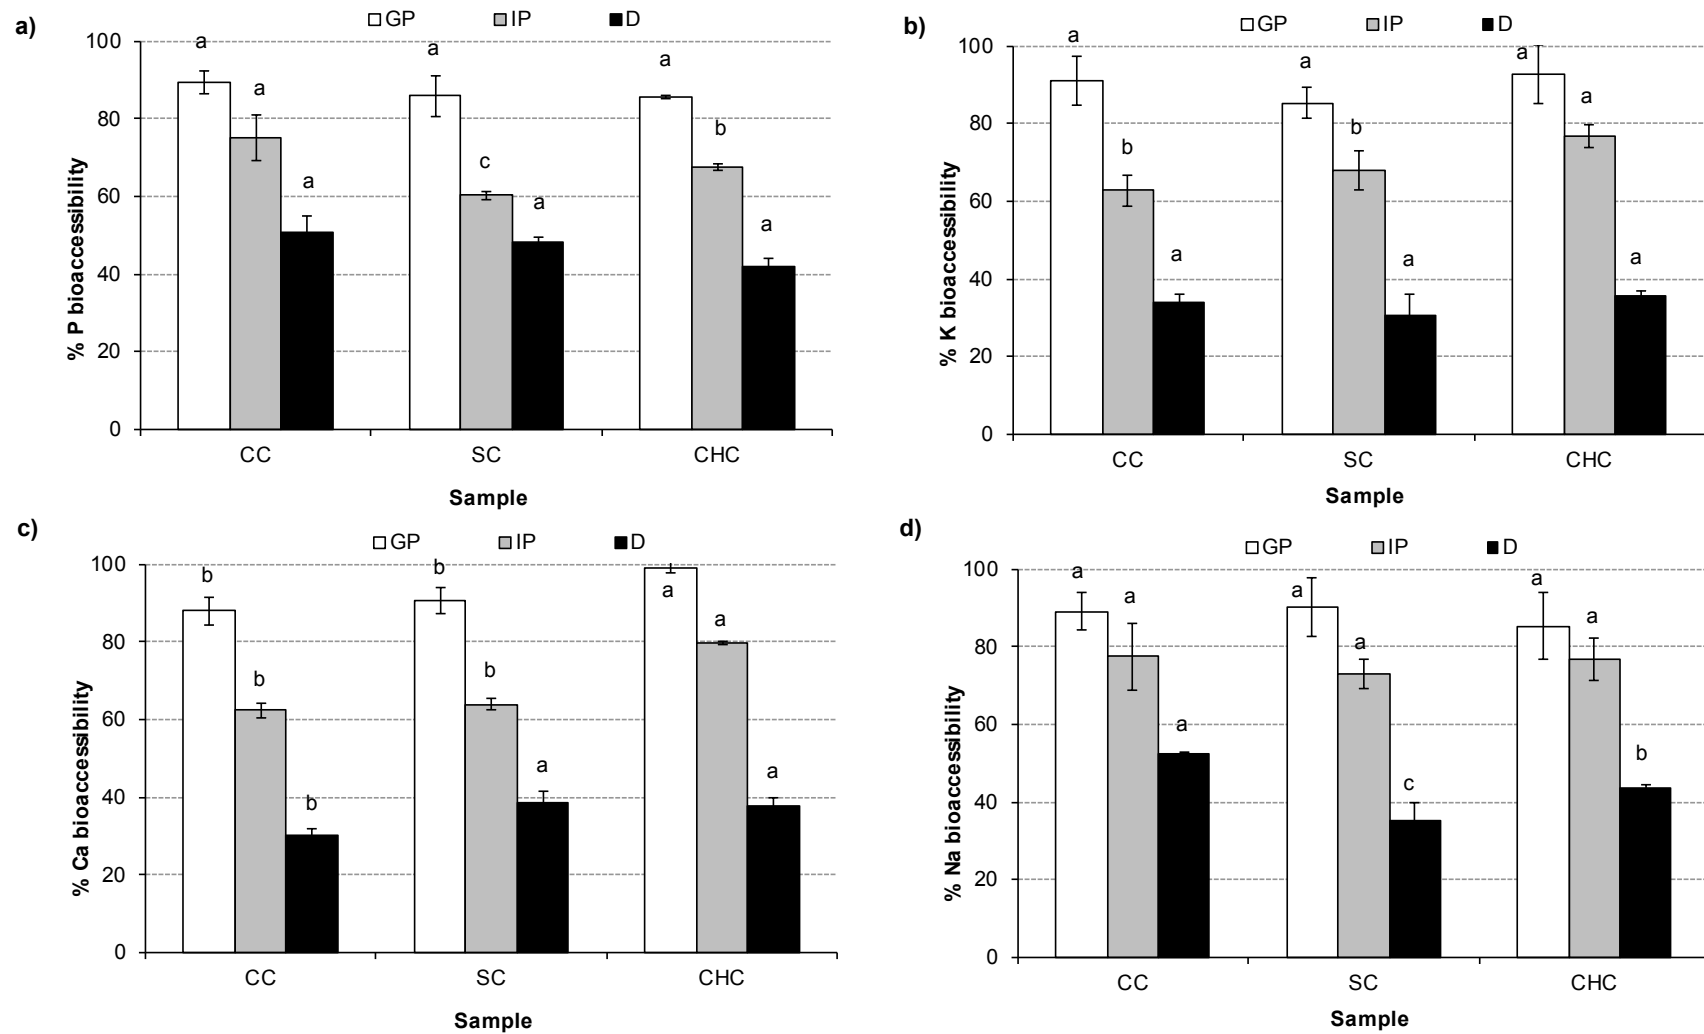 a)
GP IP D
100
80
60
40
20
0
% P bioaccessibility
a a a
a c a
a b a
CC SC CHC
Sample
b)
GP IP D
100
80
60
40
20
0
% K bioaccessibility
a b a
a b a
a a a
CC SC CHC
Sample
c)
GP IP D
100
80
60
40
20
0
% Ca bioaccessibility
b b b
b b a
a a a
CC SC CHC
Sample
d)
GP IP D
100
80
60
40
20
0
% Na bioaccessibility
a a a
a a c
a a b
CC SC CHC
Sample